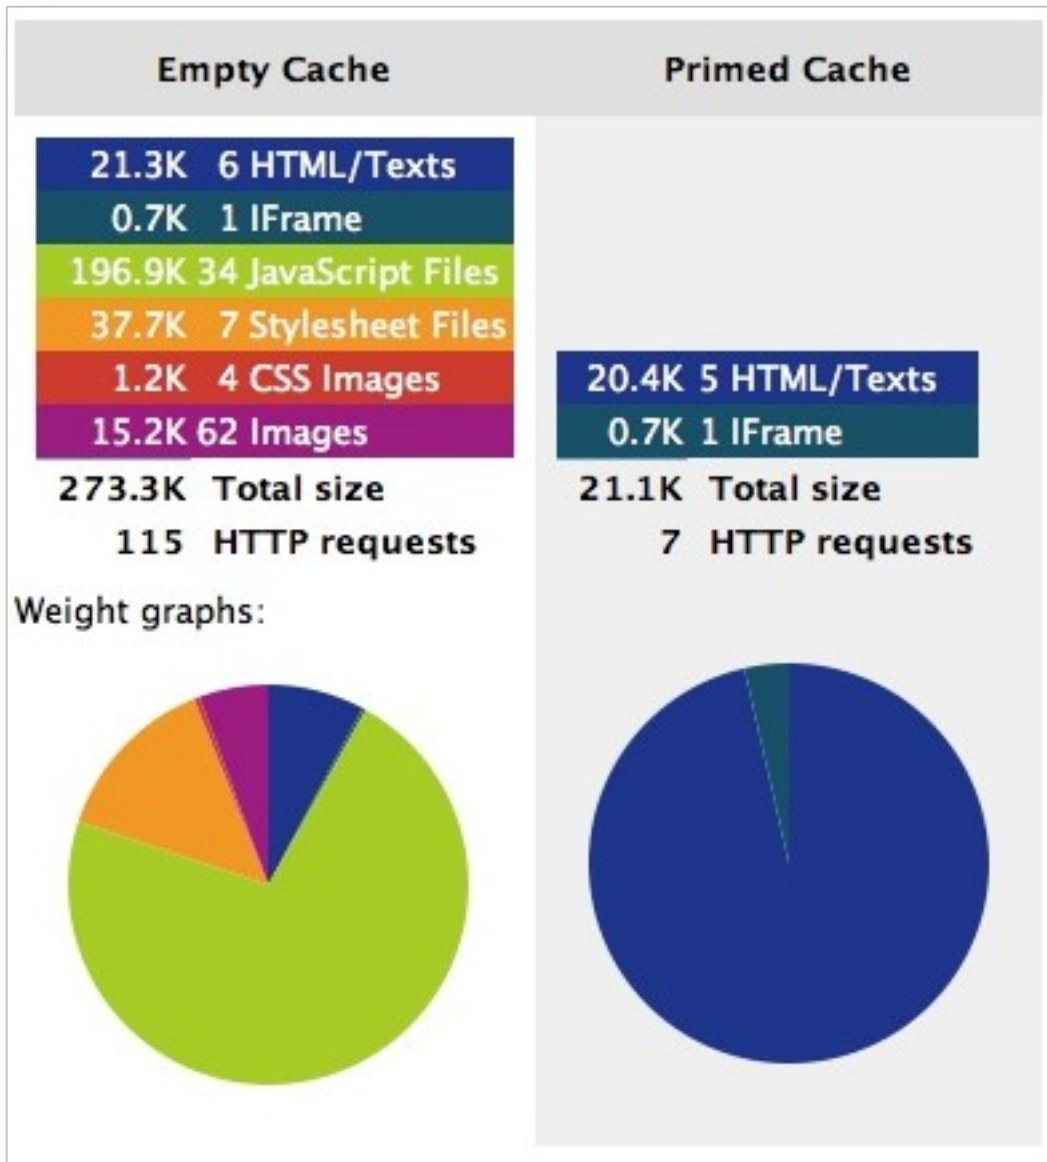 Empty Cache
Primed Cache
21.3K 6 HTML/Texts
0.7K 1 IFrame
196.9K 34 JavaScript Files
37.7K 7 Stylesheet Files
1.2K 4 CSS Images
15.2K 62 Images
273.3K Total size
115 HTTP requests
20.4K 5 HTML/Texts
0.7K 1 IFrame
21.1K Total size
7 HTTP requests
Weight graphs: